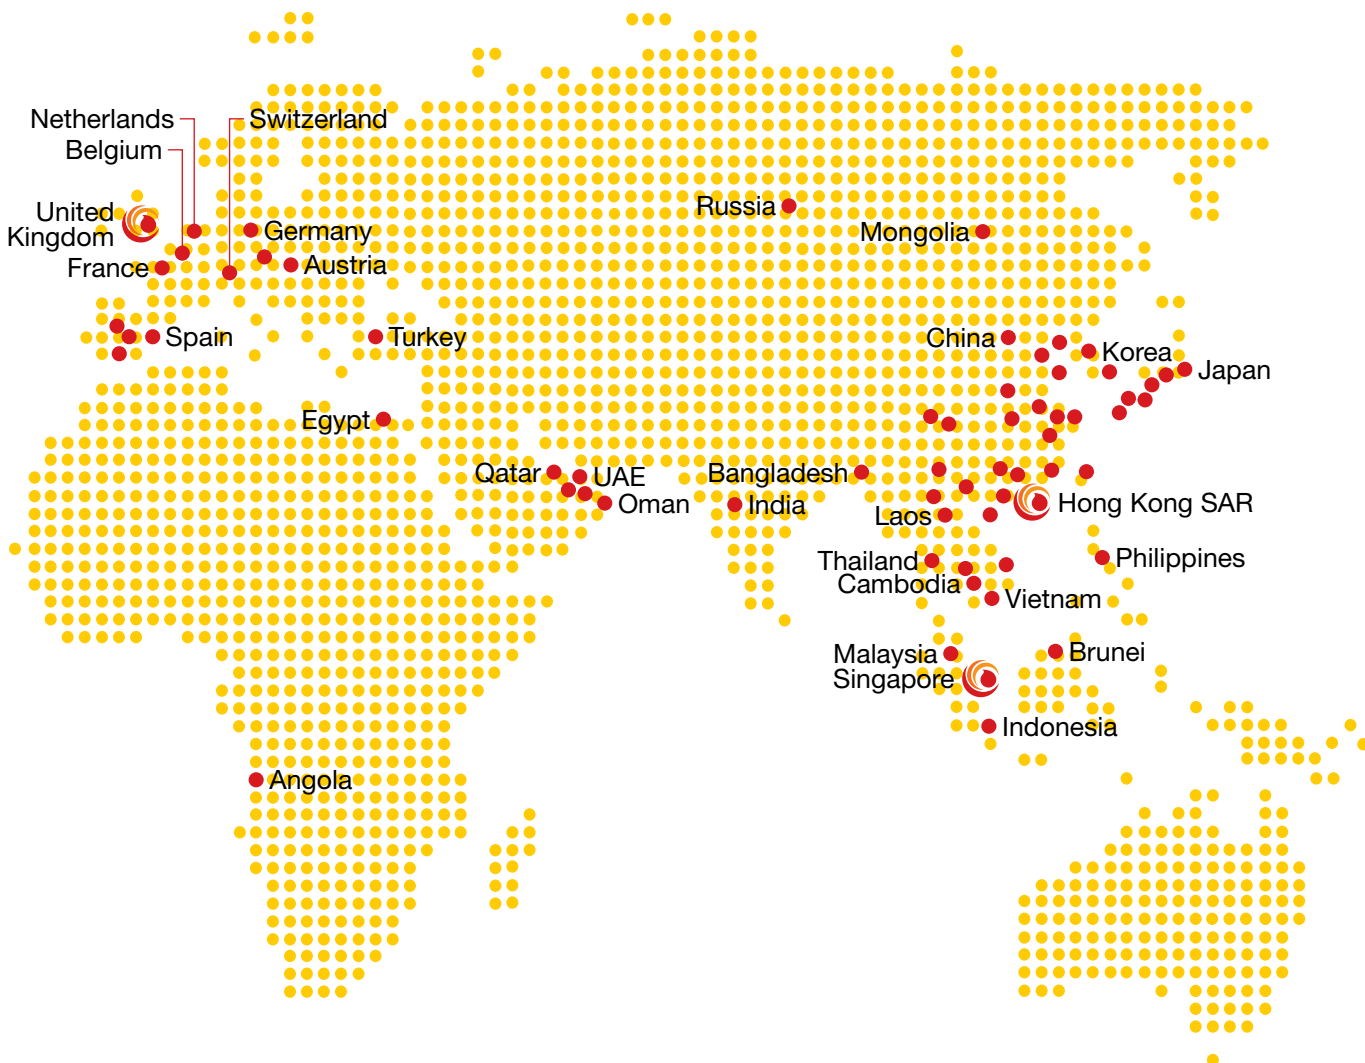 Netherlands
Switzerland
Belgium
United
Kingdom
Russia
Germany
Mongolia
France
Austria
Spain
Turkey
China
Korea
Japan
Egypt
Qatar
UAE
Bangladesh
Oman
India
Hong Kong SAR
Laos
Thailand
Philippines
Cambodia
Vietnam
Malaysia
Brunei
Singapore
Indonesia
Angola